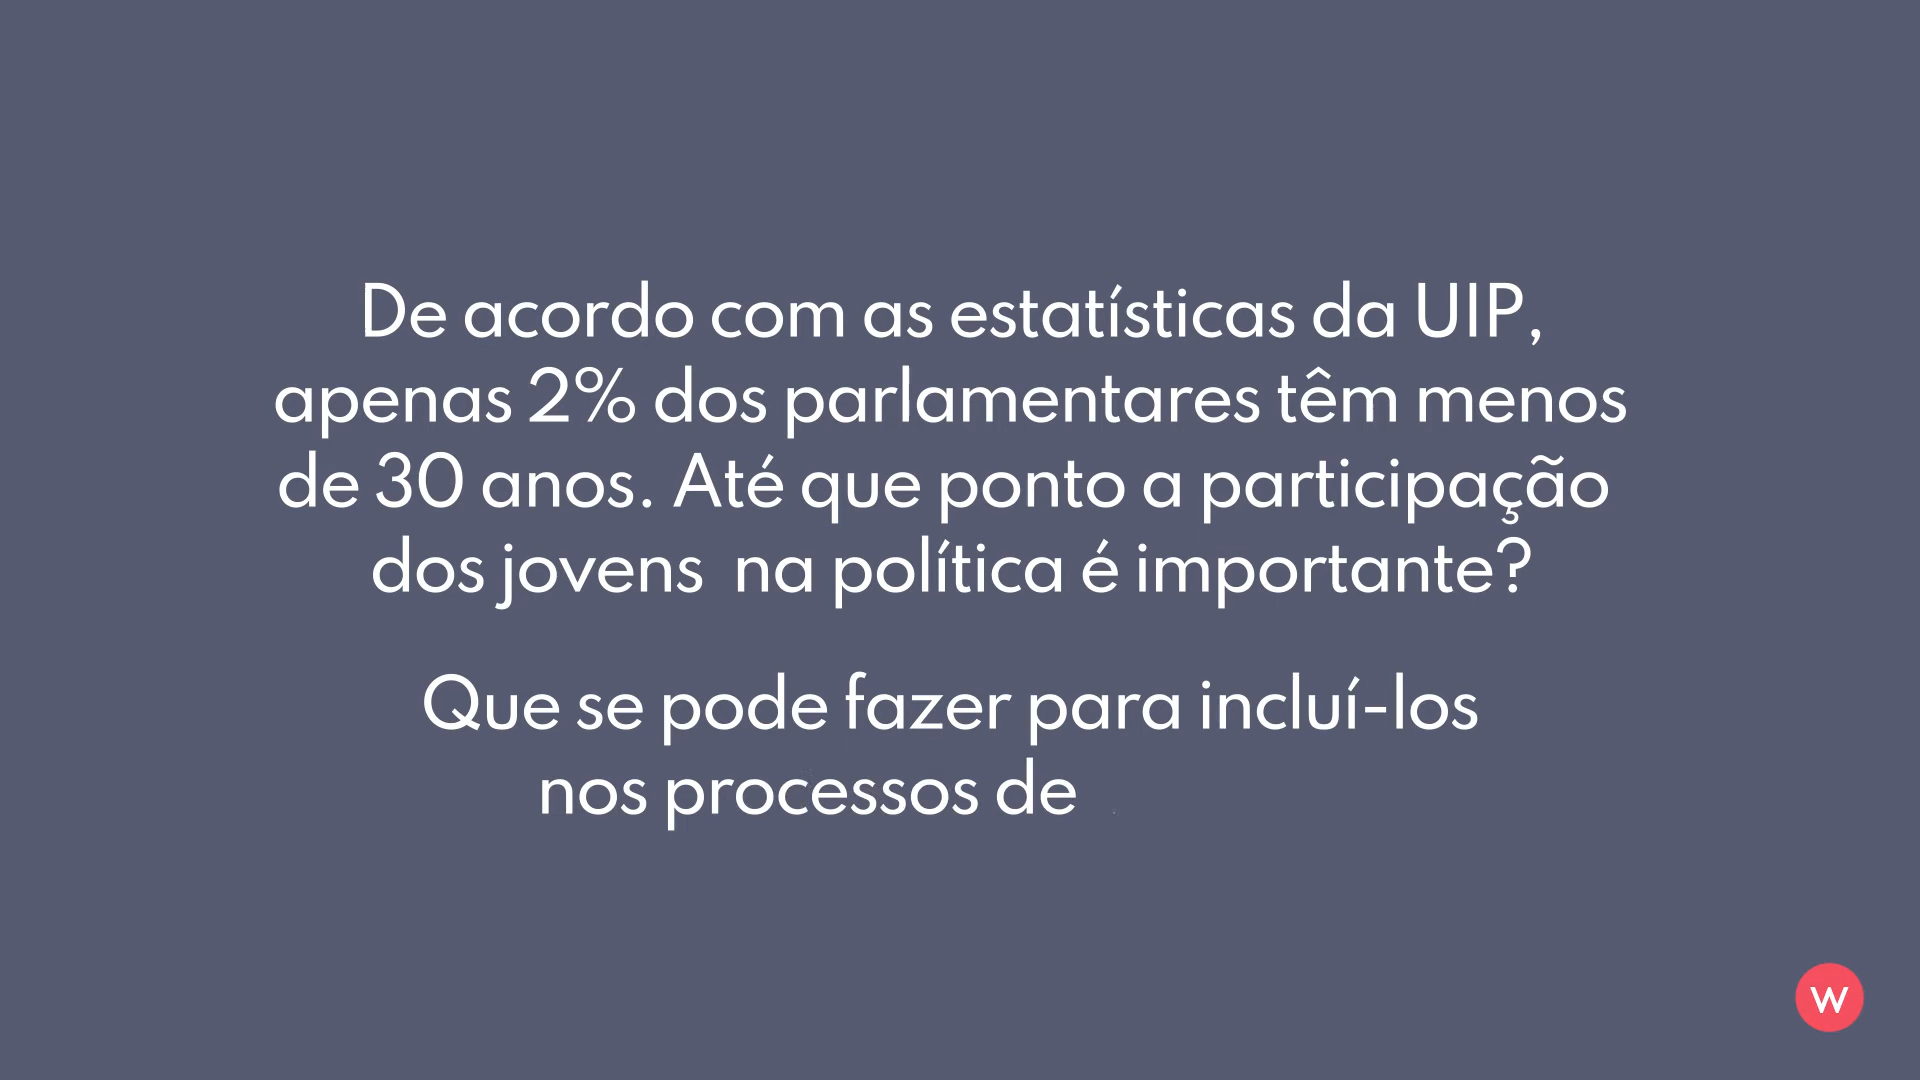 De acordo com as estatísticas da UIP,
apenas 2% dos parlamentares têm menos
de 30 anos. Até que ponto a participação
dos jovens  na política é importante?
Que se pode fazer para incluí-los
nos processos de
W